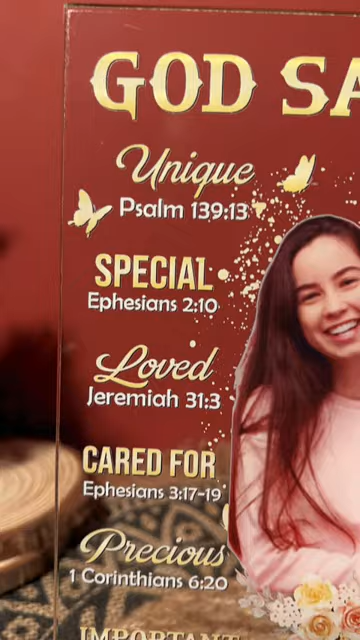 GOD SA
Unique
Psalm 139:13
SPECIAL
Ephesians 2:10
Loved
Jeremiah 31:3
CARED FOR
Ephesians 3:17-19
Precious
1 Corinthians 6:20
IMPORTANT